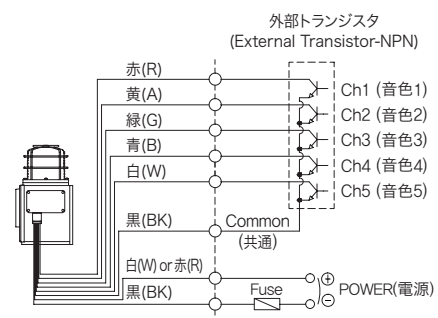 外部トランジスタ
(External Transistor-NPN)
赤(R)
Ch1 (音色1)
黄(A)
Ch2 (音色2)
緑(G)
Ch3 (音色3)
青(B)
Ch4 (音色4)
白(W)
Ch5 (音色5)
黒(BK)
Common
(共通)
白(W) or 赤(R)
黒(BK)
Fuse
⊕
POWER(電源)
⊖